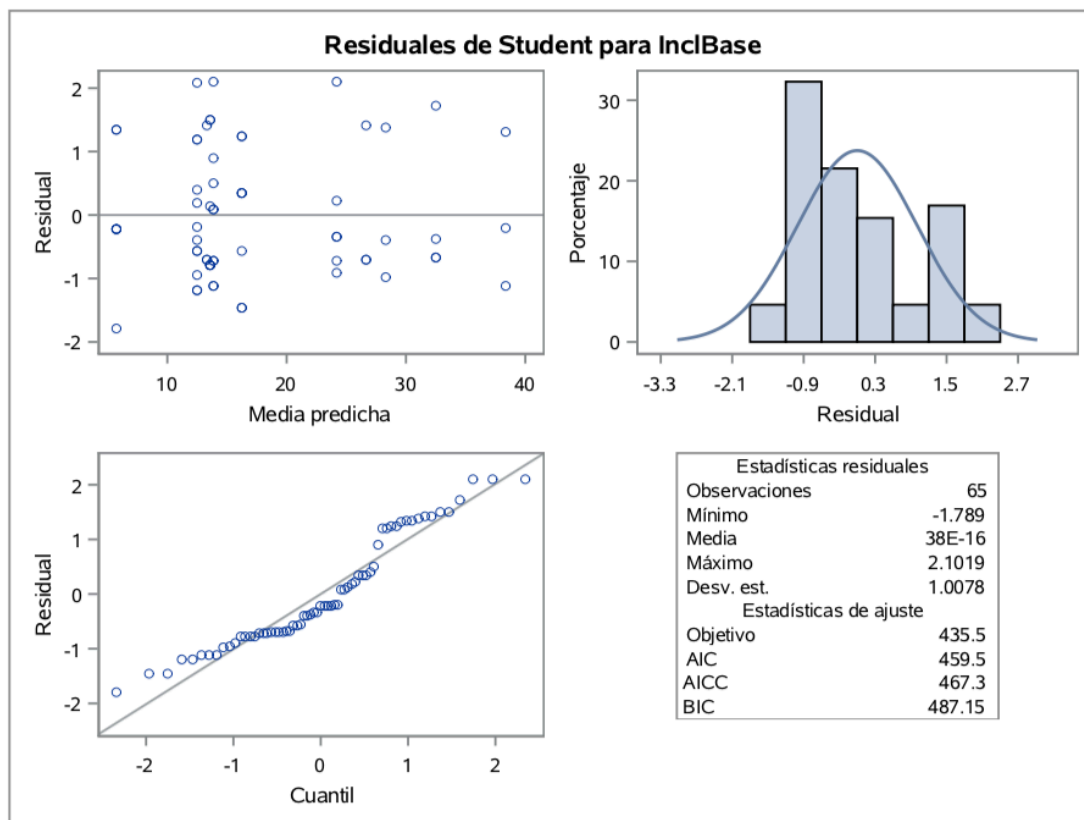 Residuales de Student para InclBase
2
1
0
-1
-2
Residual
10 20 30 40
Media predicha
30
20
10
0
Porcentaje
-3.3 -2.1 -0.9 0.3 1.5 2.7
Residual
2
1
0
-1
-2
Residual
-2 -1 0 1 2
Cuantil
Estadísticas residuales
Observaciones 65
Mínimo -1.789
Media 38E-16
Máximo 2.1019
Desv. est. 1.0078
Estadísticas de ajuste
Objetivo 435.5
AIC 459.5
AICC 467.3
BIC 487.15